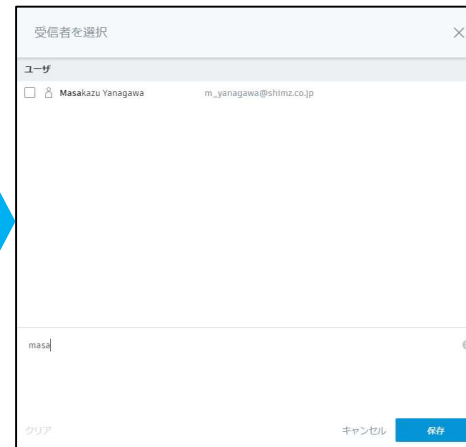 受信者を選択
ユーザ
Masakazu Yanagawa m_yanagawa@shimz.co.jp
masa
クリア キャンセル 保存